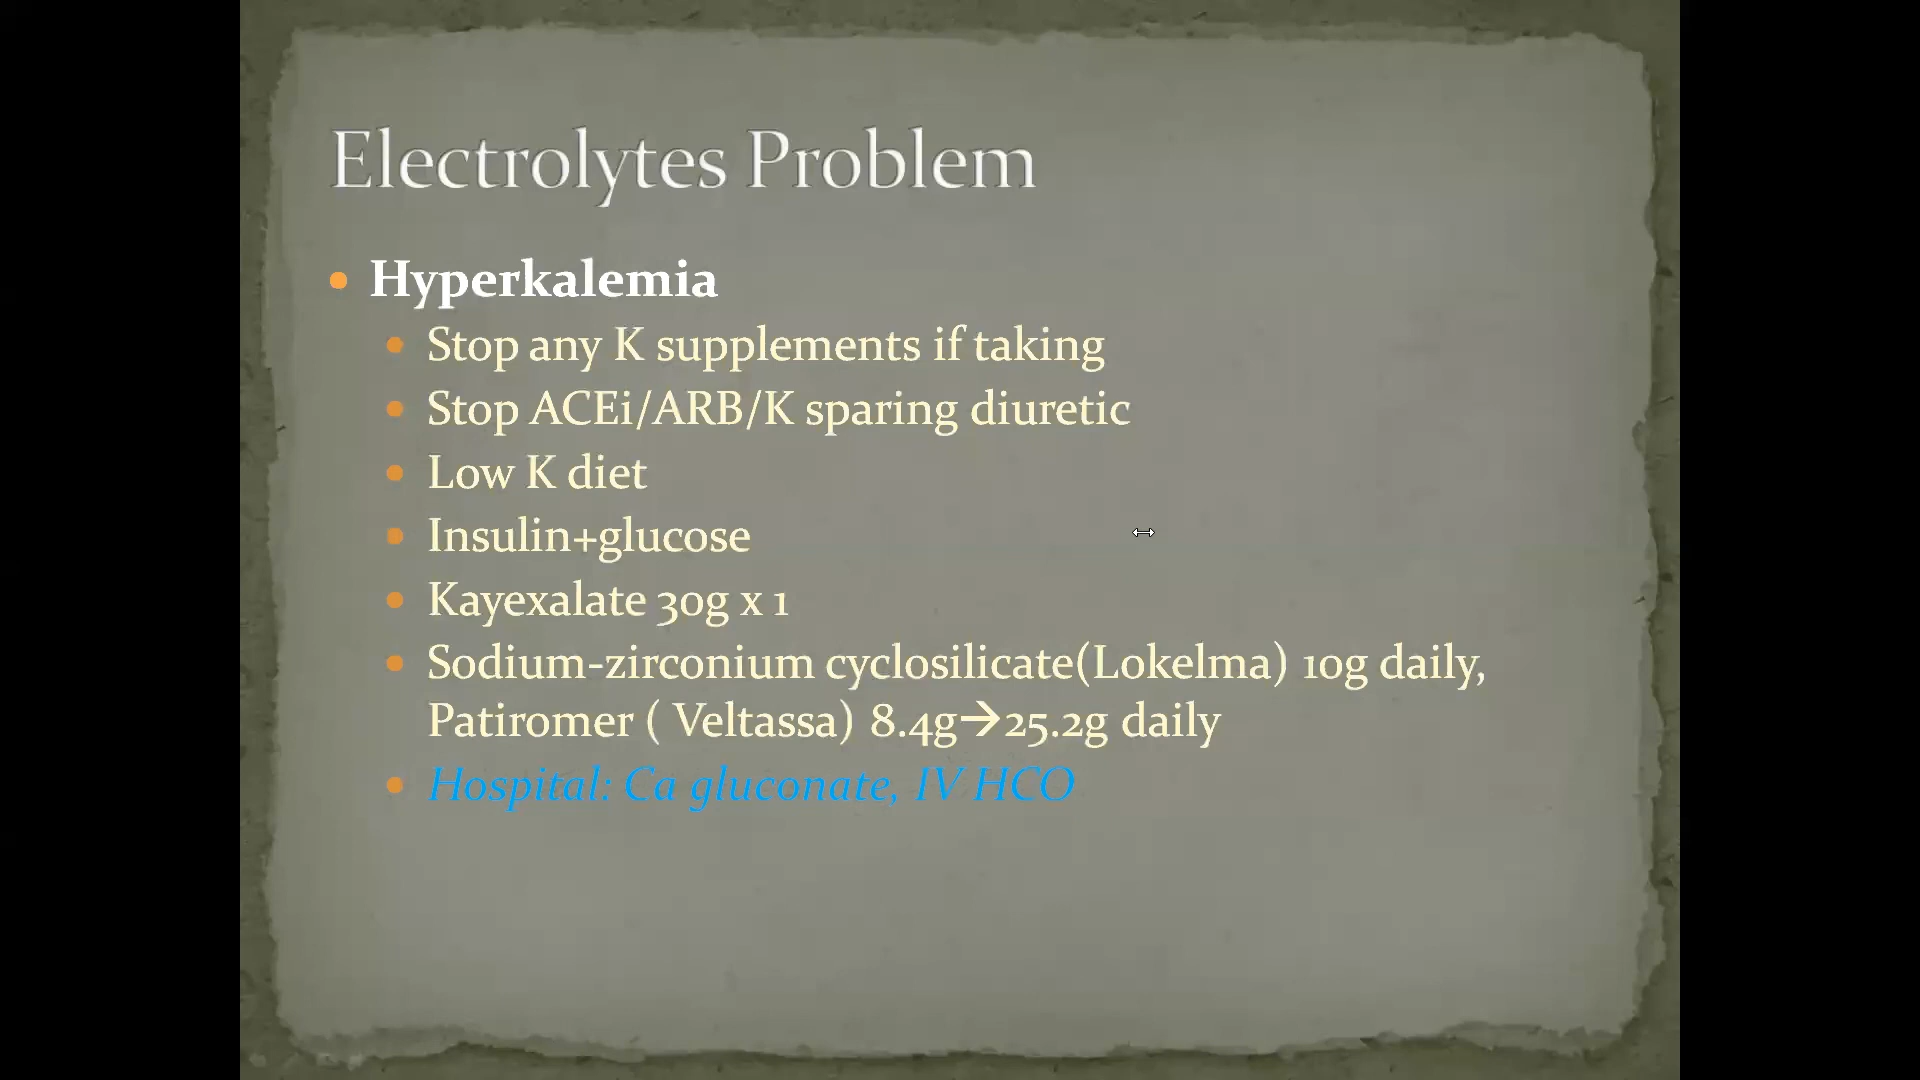 Electrolytes Problem
Hyperkalemia
Stop any K supplements if taking
Stop ACEi/ARB/K sparing diuretic
Low K diet
Insulin+glucose
Kayexalate 30g x 1
Sodium-zirconium cyclosilicate(Lokelma) 10g daily,
Patiromer ( Veltassa) 8.4g→25.2g daily
Hospital: Ca gluconate, IV HCO